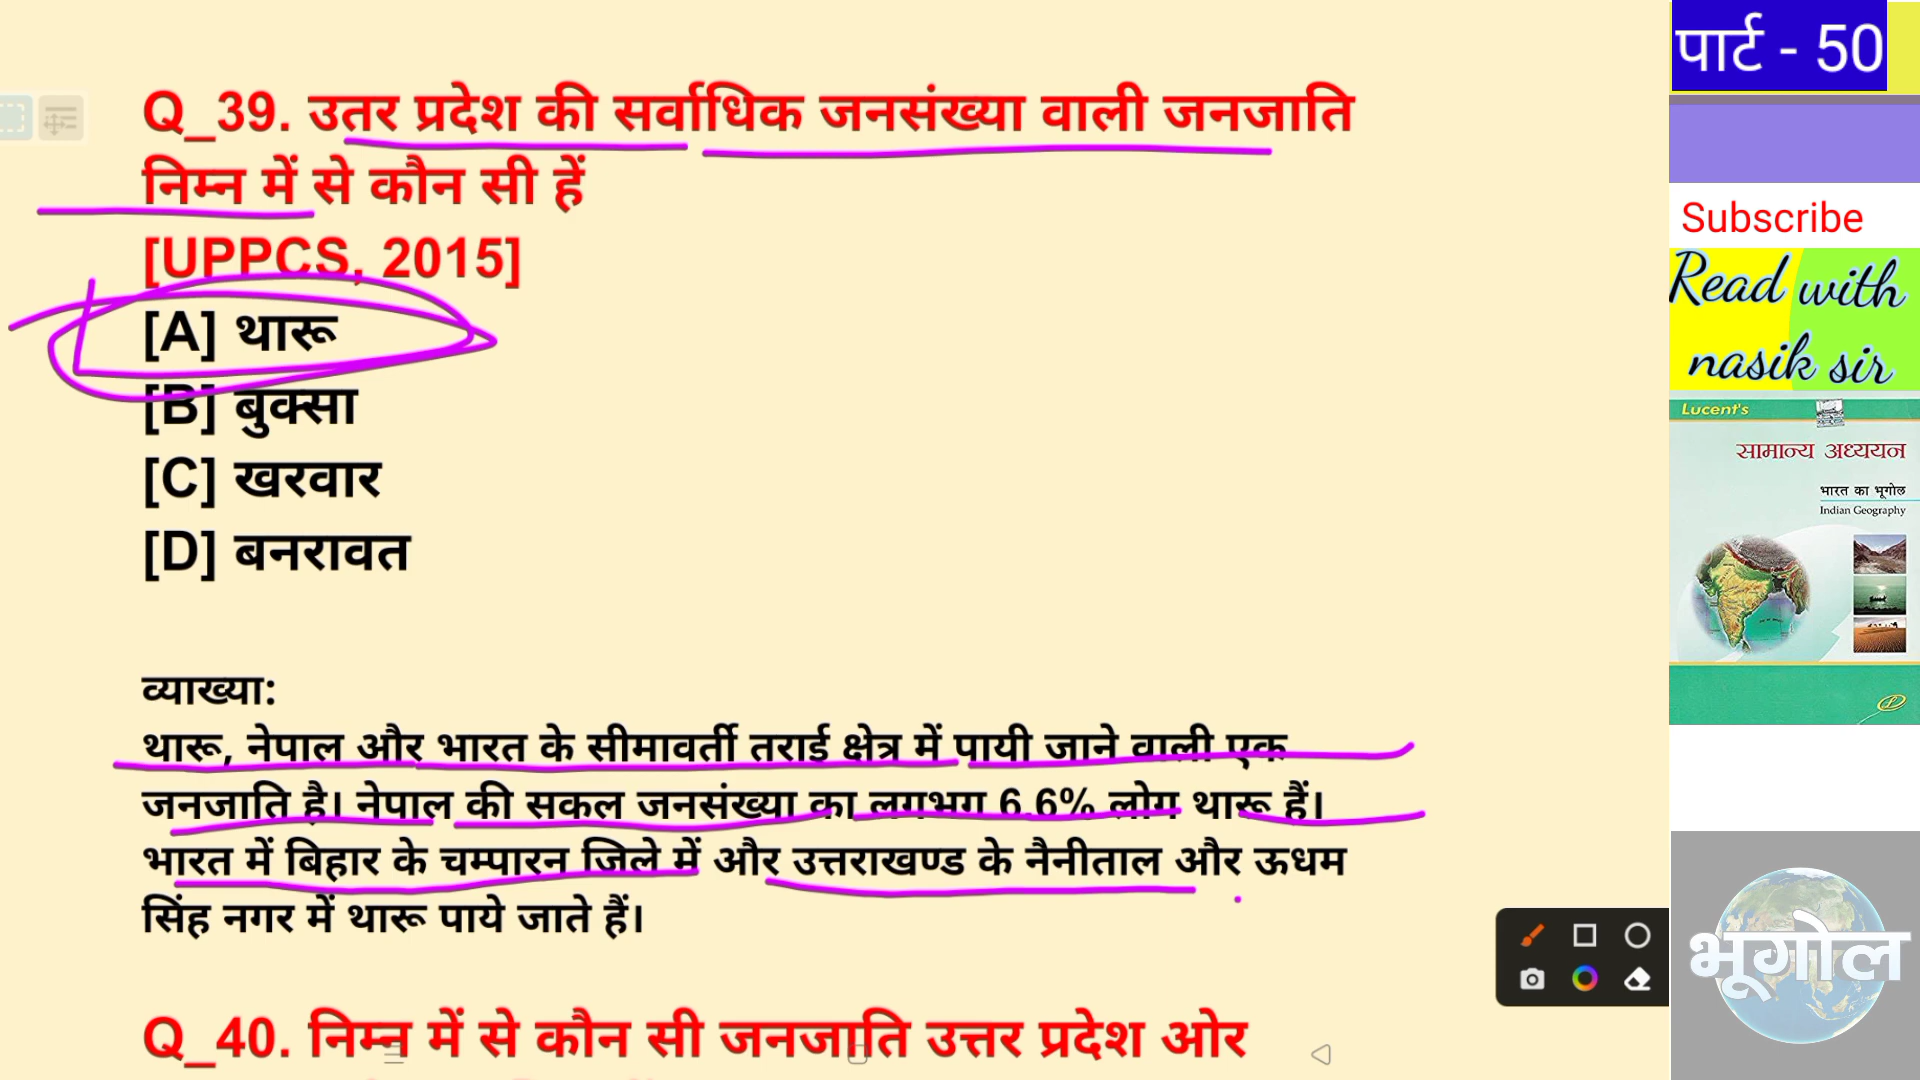 Q_39. उतर प्रदेश की सर्वाधिक जनसंख्या वाली जनजाति
निम्न में से कौन सी हें
[UPPCS, 2015]
[A] थारू
[B] बुक्सा
[C] खरवार
[D] बनरावत
व्याख्या:
थारू, नेपाल और भारत के सीमावर्ती तराई क्षेत्र में पायी जाने वाली एक
जनजाति है। नेपाल की सकल जनसंख्या का लगभग 6.6% लोग थारू हैं।
भारत में बिहार के चम्पारन जिले में और उत्तराखण्ड के नैनीताल और ऊधम
सिंह नगर में थारू पाये जाते हैं।
Q_40. निम्न में से कौन सी जनजाति उत्तर प्रदेश ओर
पार्ट - 50
Subscribe
Read with
nasik sir
Lucent's
सामान्य अध्ययन
भारत का भूगोल
Indian Geography
भूगोल